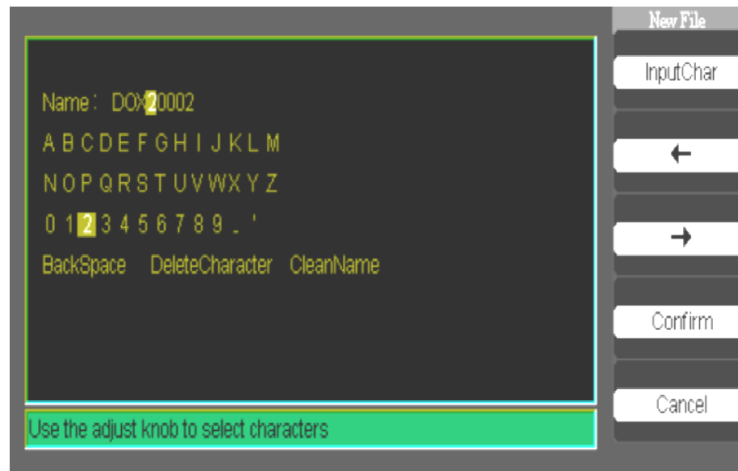 New File
InputChar
Name : DOX20002
A B C D E F G H I J K L M
←
N O P Q R S T U V W X Y Z
0 1 2 3 4 5 6 7 8 9 _ '
→
BackSpace DeleteCharacter CleanName
Confirm
Cancel
Use the adjust knob to select characters